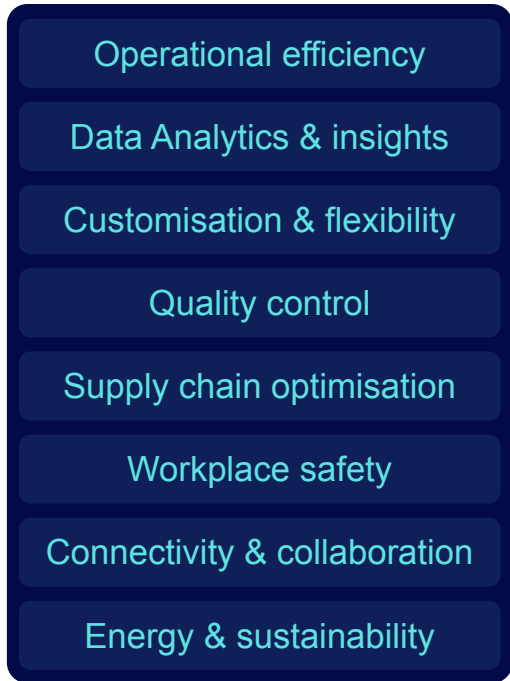 Operational efficiency
Data Analytics & insights
Customisation & flexibility
Quality control
Supply chain optimisation
Workplace safety
Connectivity & collaboration
Energy & sustainability